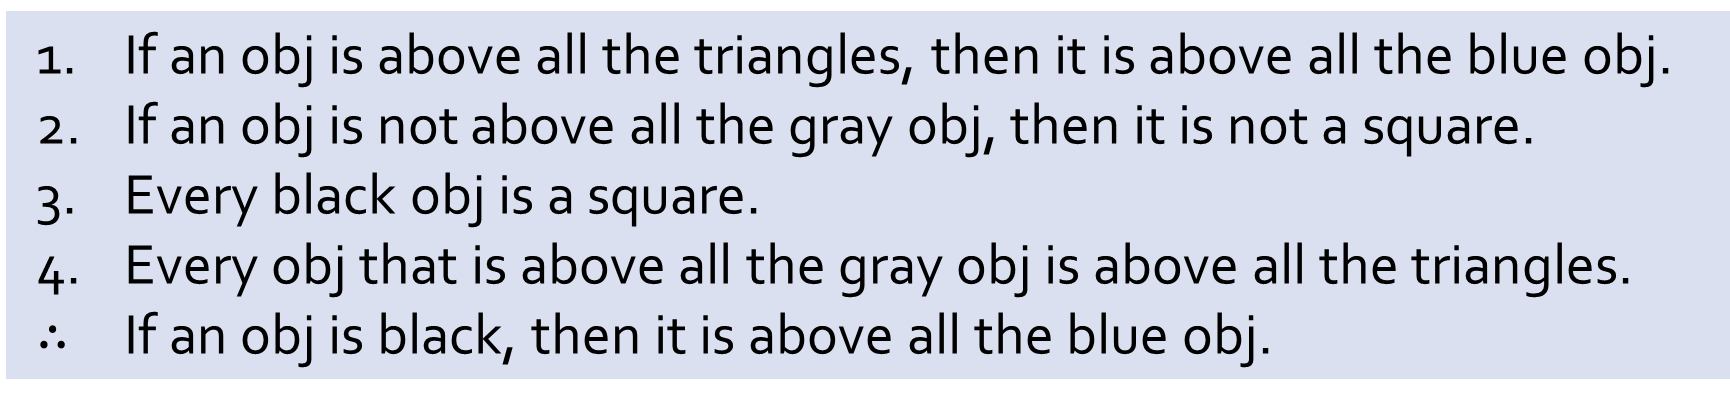 1. If an obj is above all the triangles, then it is above all the blue obj.
2. If an obj is not above all the gray obj, then it is not a square.
3. Every black obj is a square.
4. Every obj that is above all the gray obj is above all the triangles.
∴ If an obj is black, then it is above all the blue obj.